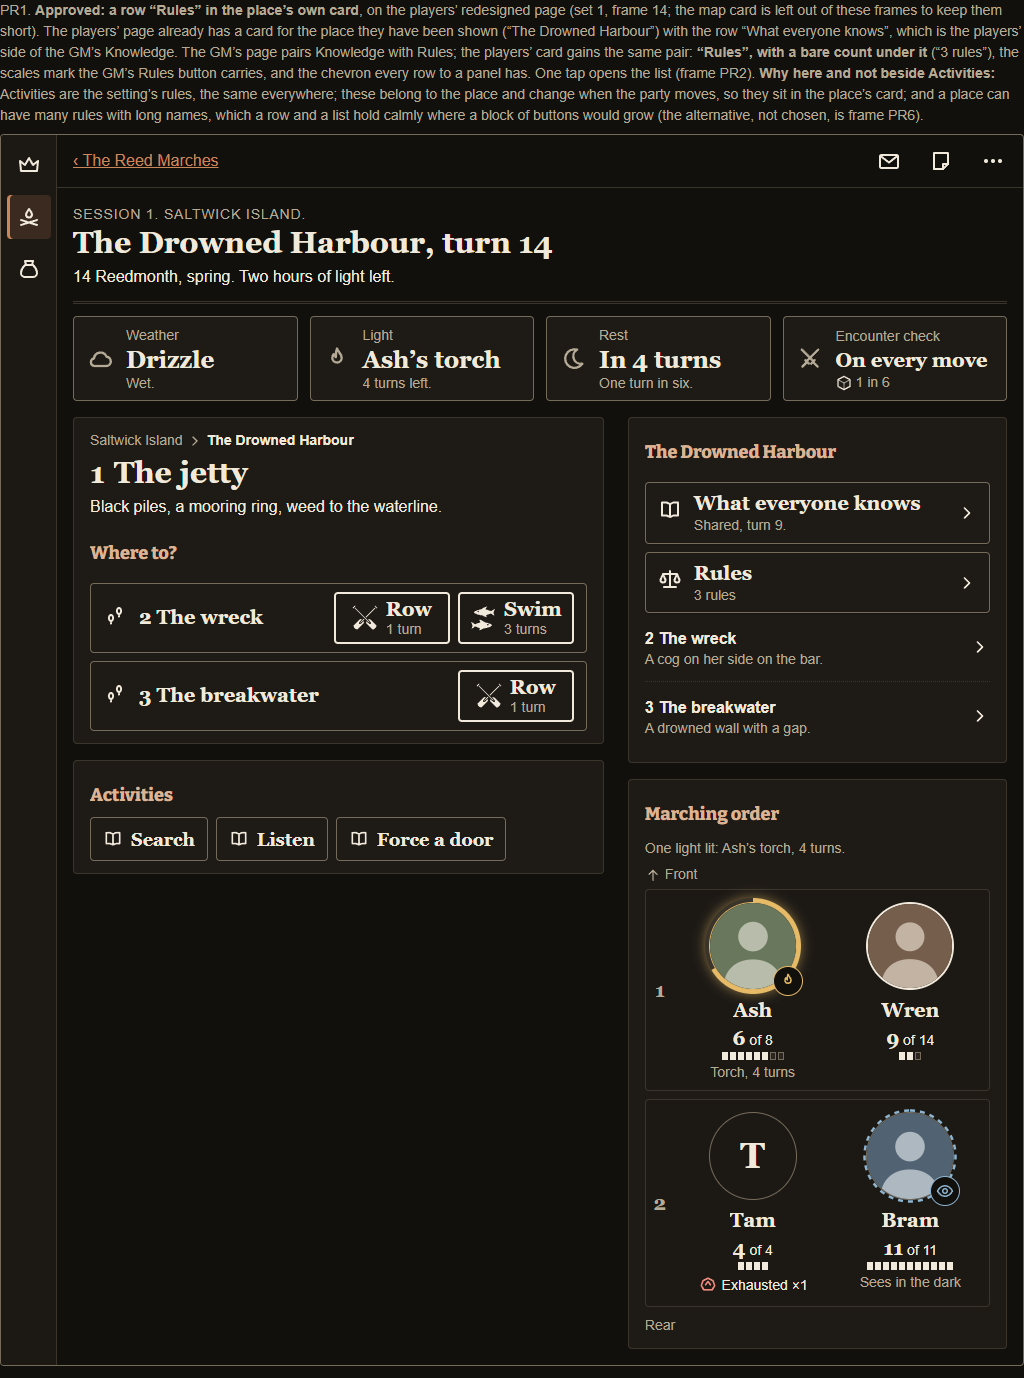 PR1. Approved: a row “Rules” in the place’s own card, on the players’ redesigned page (set 1, frame 14; the map card is left out of these frames to keep them
short). The players’ page already has a card for the place they have been shown (“The Drowned Harbour”) with the row “What everyone knows”, which is the players’
side of the GM’s Knowledge. The GM’s page pairs Knowledge with Rules; the players’ card gains the same pair: “Rules”, with a bare count under it (“3 rules”), the
scales mark the GM’s Rules button carries, and the chevron every row to a panel has. One tap opens the list (frame PR2). Why here and not beside Activities:
Activities are the setting’s rules, the same everywhere; these belong to the place and change when the party moves, so they sit in the place’s card; and a place can
have many rules with long names, which a row and a list hold calmly where a block of buttons would grow (the alternative, not chosen, is frame PR6).
‹ The Reed Marches
SESSION 1. SALTWICK ISLAND.
The Drowned Harbour, turn 14
14 Reedmonth, spring. Two hours of light left.
Weather
Drizzle
Wet.
Light
Ash’s torch
4 turns left.
Rest
In 4 turns
One turn in six.
Encounter check
On every move
1 in 6
Saltwick Island › The Drowned Harbour
1 The jetty
Black piles, a mooring ring, weed to the waterline.
Where to?
2 The wreck
Row
1 turn
Swim
3 turns
3 The breakwater
Row
1 turn
Activities
Search
Listen
Force a door
The Drowned Harbour
What everyone knows
Shared, turn 9.
Rules
3 rules
2 The wreck
A cog on her side on the bar.
3 The breakwater
A drowned wall with a gap.
Marching order
One light lit: Ash’s torch, 4 turns.
↑ Front
1
Ash
6 of 8
Torch, 4 turns
Wren
9 of 14
2
T
Tam
4 of 4
Exhausted ×1
Bram
11 of 11
Sees in the dark
Rear